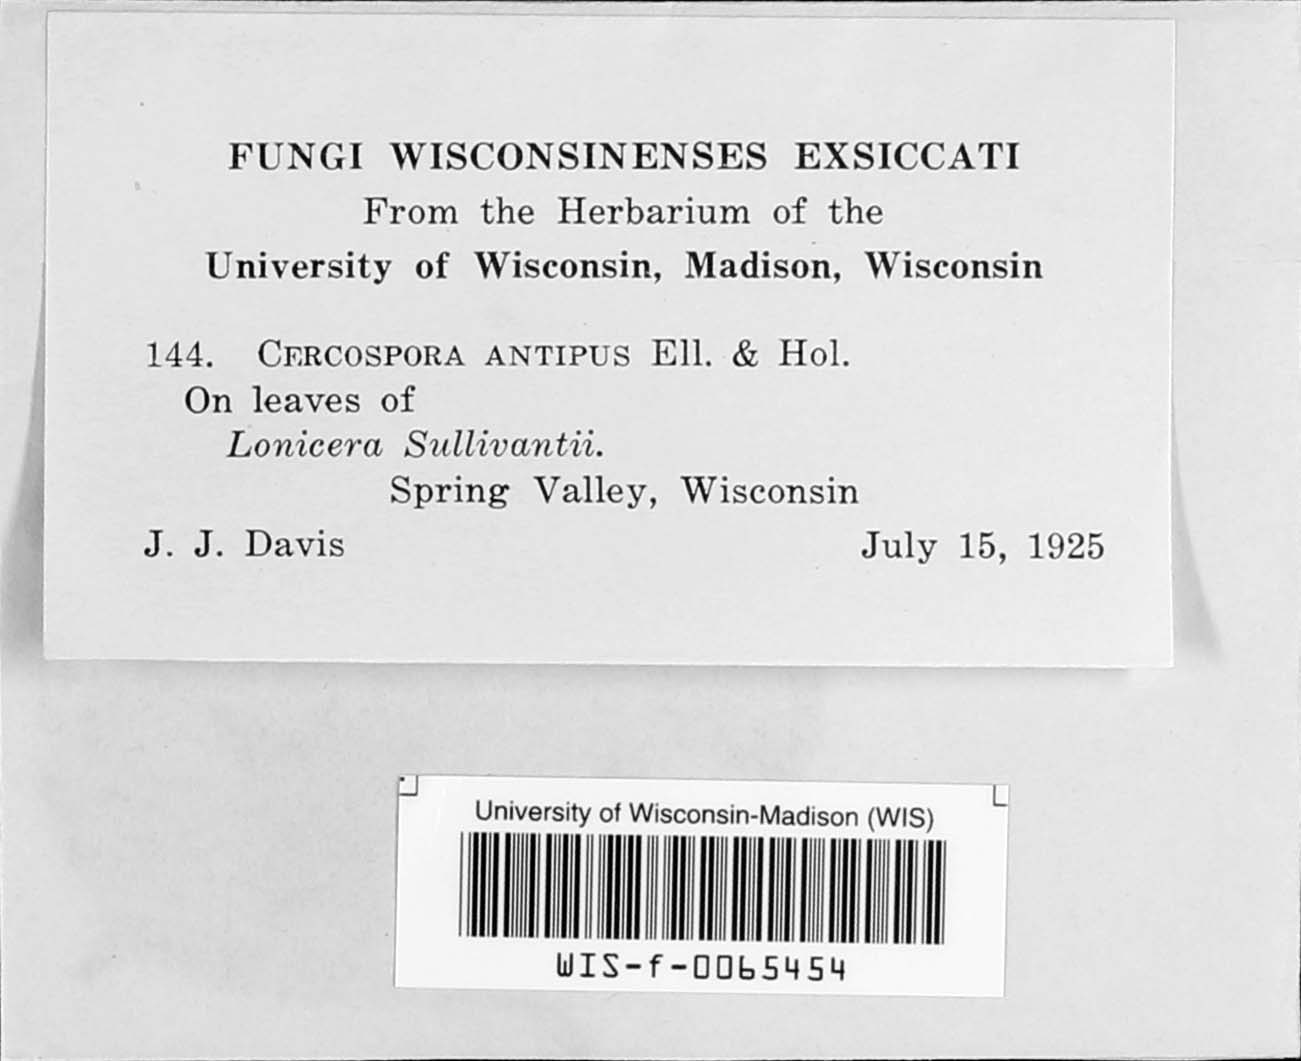 FUNGI WISCONSINENSES EXSICCATI
From the Herbarium of the
University of Wisconsin, Madison, Wisconsin
144. CERCOSPORA ANTIPUS Ell. & Hol.
On leaves of
Lonicera Sullivantii.
Spring Valley, Wisconsin
J. J. Davis July 15, 1925
University of Wisconsin-Madison (WIS)
WIS-f-0065454